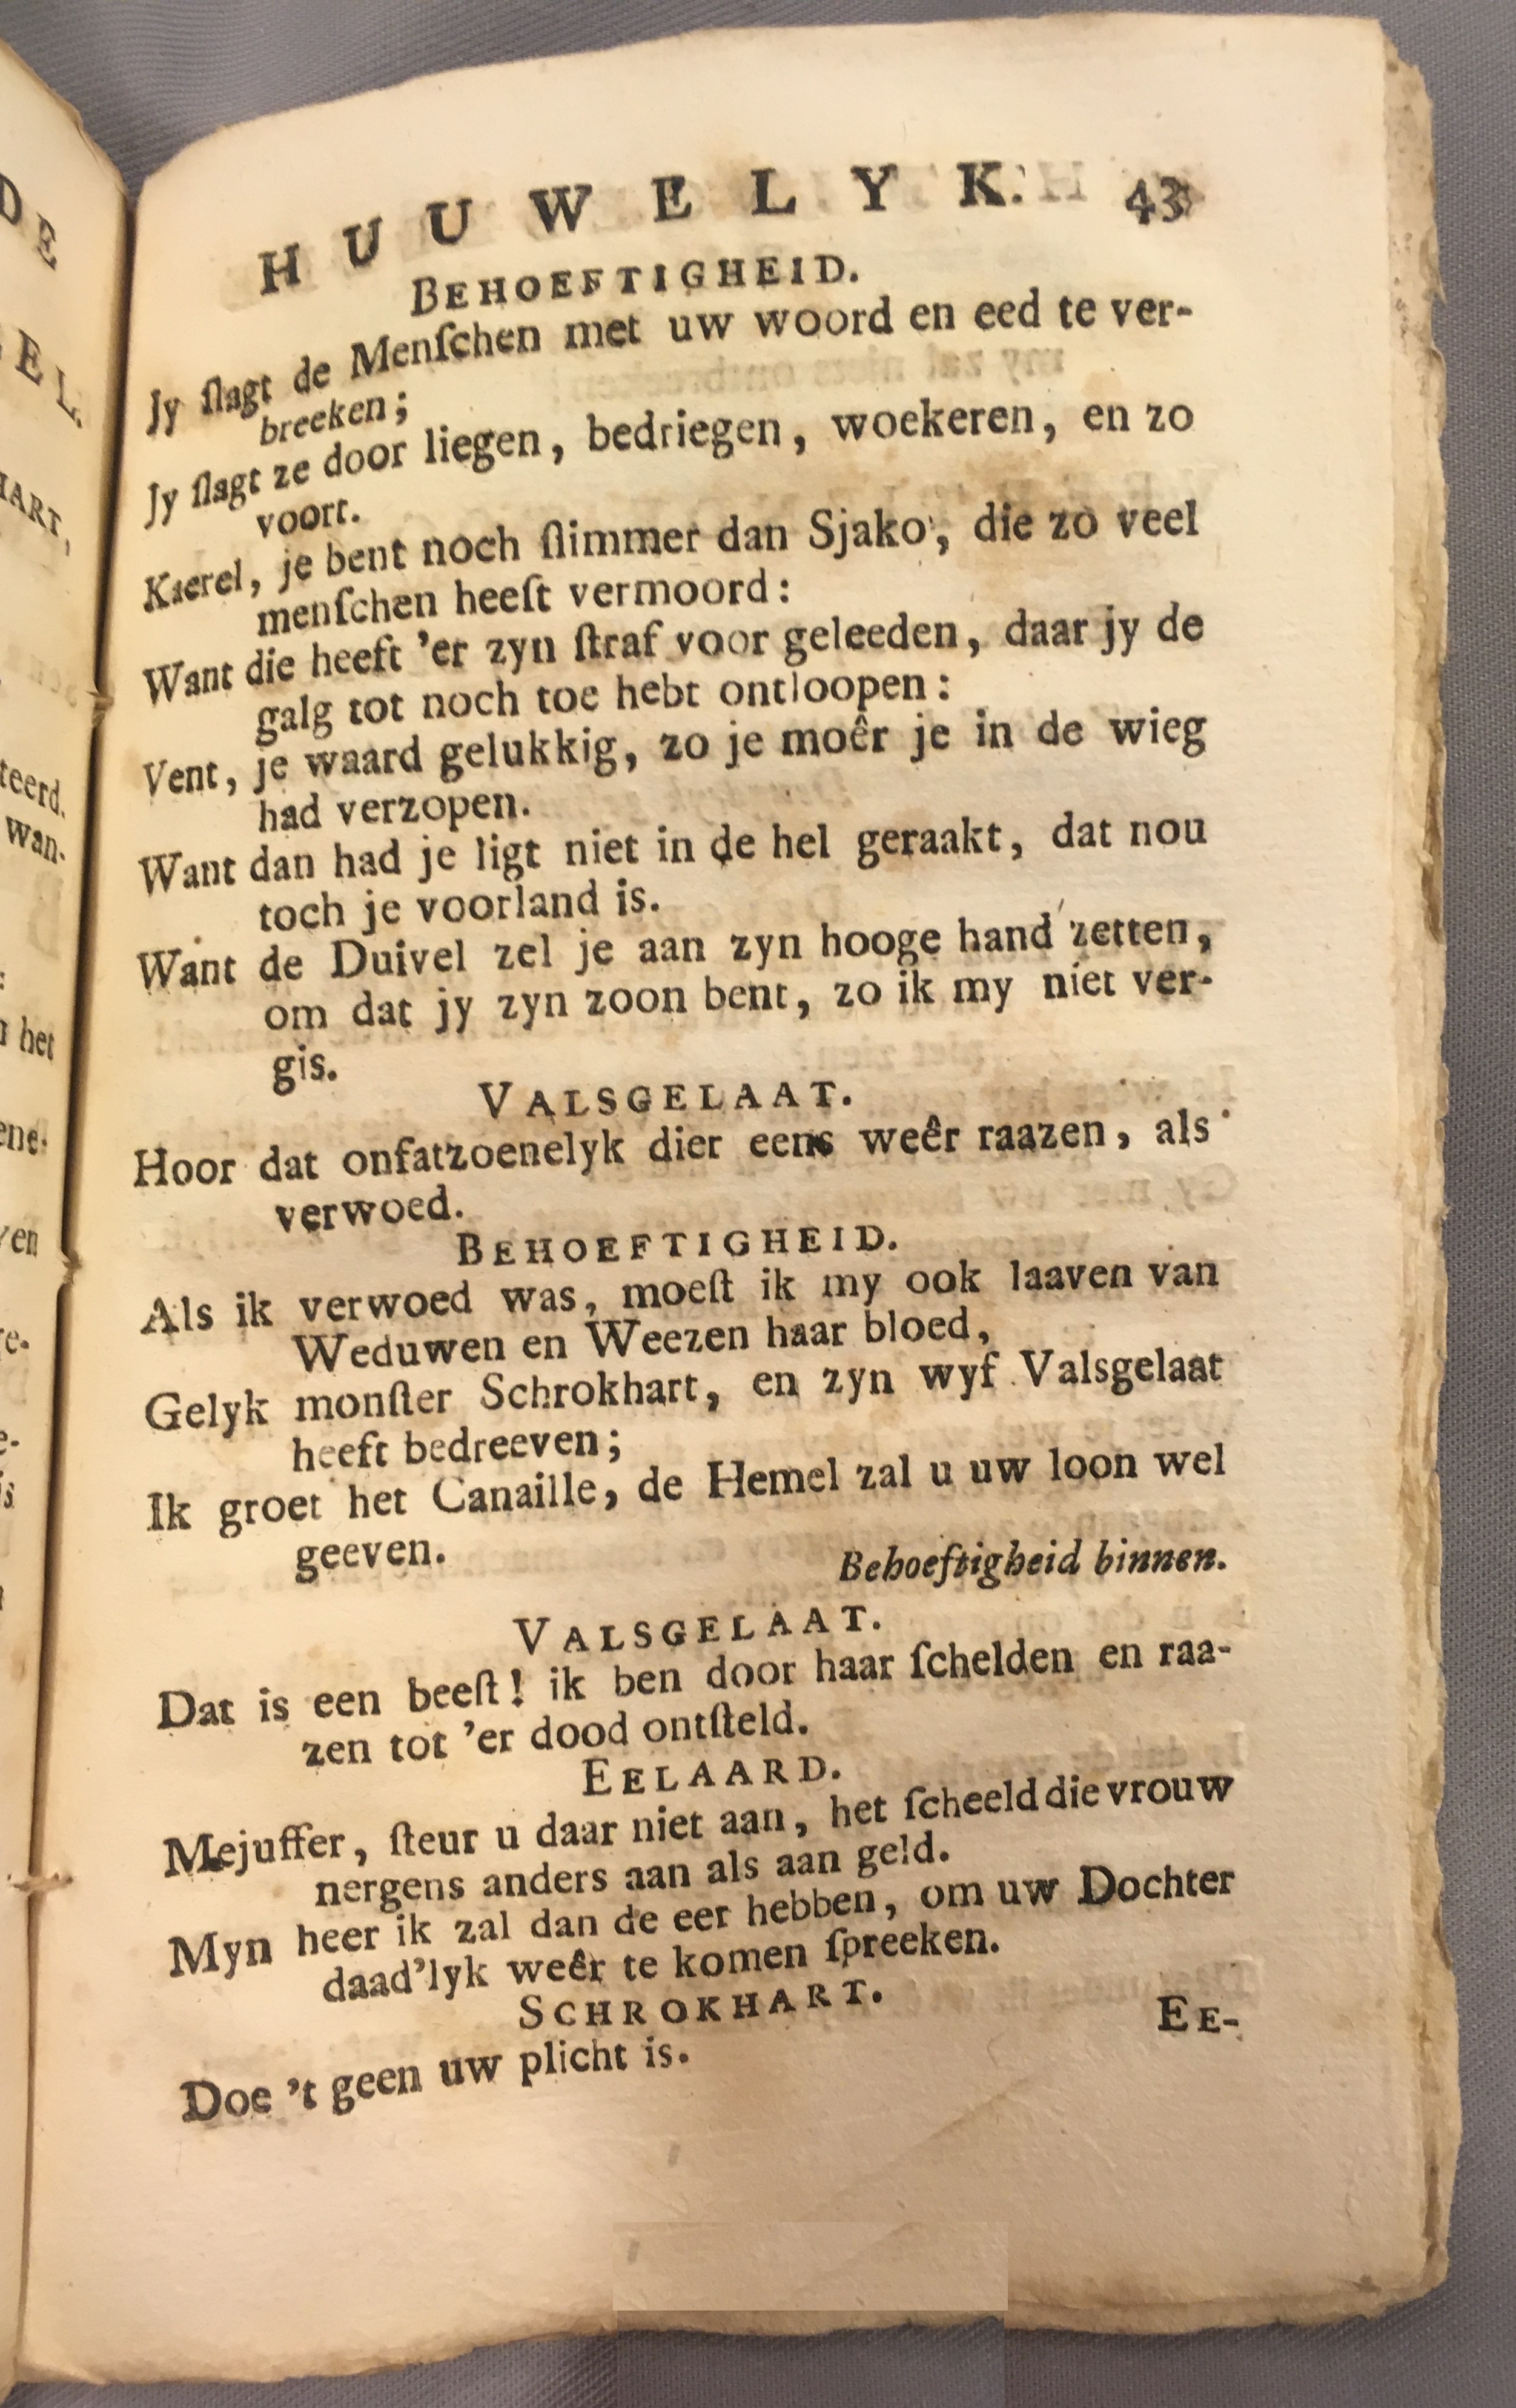 HUUWELYK. 43
BEHOEFTIGHEID.
Jy ſlagt de Menſchen met uw woord en eed te ver-
breeken;
Jy ſlagt ze door liegen, bedriegen, woekeren, en zo
voort.
Kaerel, je bent noch ſlimmer dan Sjako, die zo veel
menſchen heeft vermoord:
Want die heeft 'er zyn ſtraf voor geleeden, daar jy de
galg tot noch toe hebt ontloopen:
Vent, je waard gelukkig, zo je moêr je in de wieg
had verzopen.
Want dan had je ligt niet in de hel geraakt, dat nou
toch je voorland is.
Want de Duivel zel je aan zyn hooge hand zetten,
om dat jy zyn zoon bent, zo ik my niet ver-
gis.
VALSGELAAT.
Hoor dat onfatzoenelyk dier eens weêr raazen, als
verwoed.
BEHOEFTIGHEID.
Als ik verwoed was, moeſt ik my ook laaven van
Weduwen en Weezen haar bloed,
Gelyk monſter Schrokhart, en zyn wyf Valsgelaat
heeft bedreeven;
Ik groet het Canaille, de Hemel zal u uw loon wel
geeven.
Behoeftigheid binnen.
VALSGELAAT.
Dat is een beeſt! ik ben door haar ſchelden en raa-
zen tot 'er dood ontſteld.
EELAARD.
Mejuffer, ſteur u daar niet aan, het ſcheeld die vrouw
nergens anders aan als aan geld.
Myn heer ik zal dan de eer hebben, om uw Dochter
daad'lyk weêr te komen ſpreeken.
SCHROKHART.
Doe 't geen uw plicht is.
EE-
DE
EL.
HART,
teerd.
wan-
het